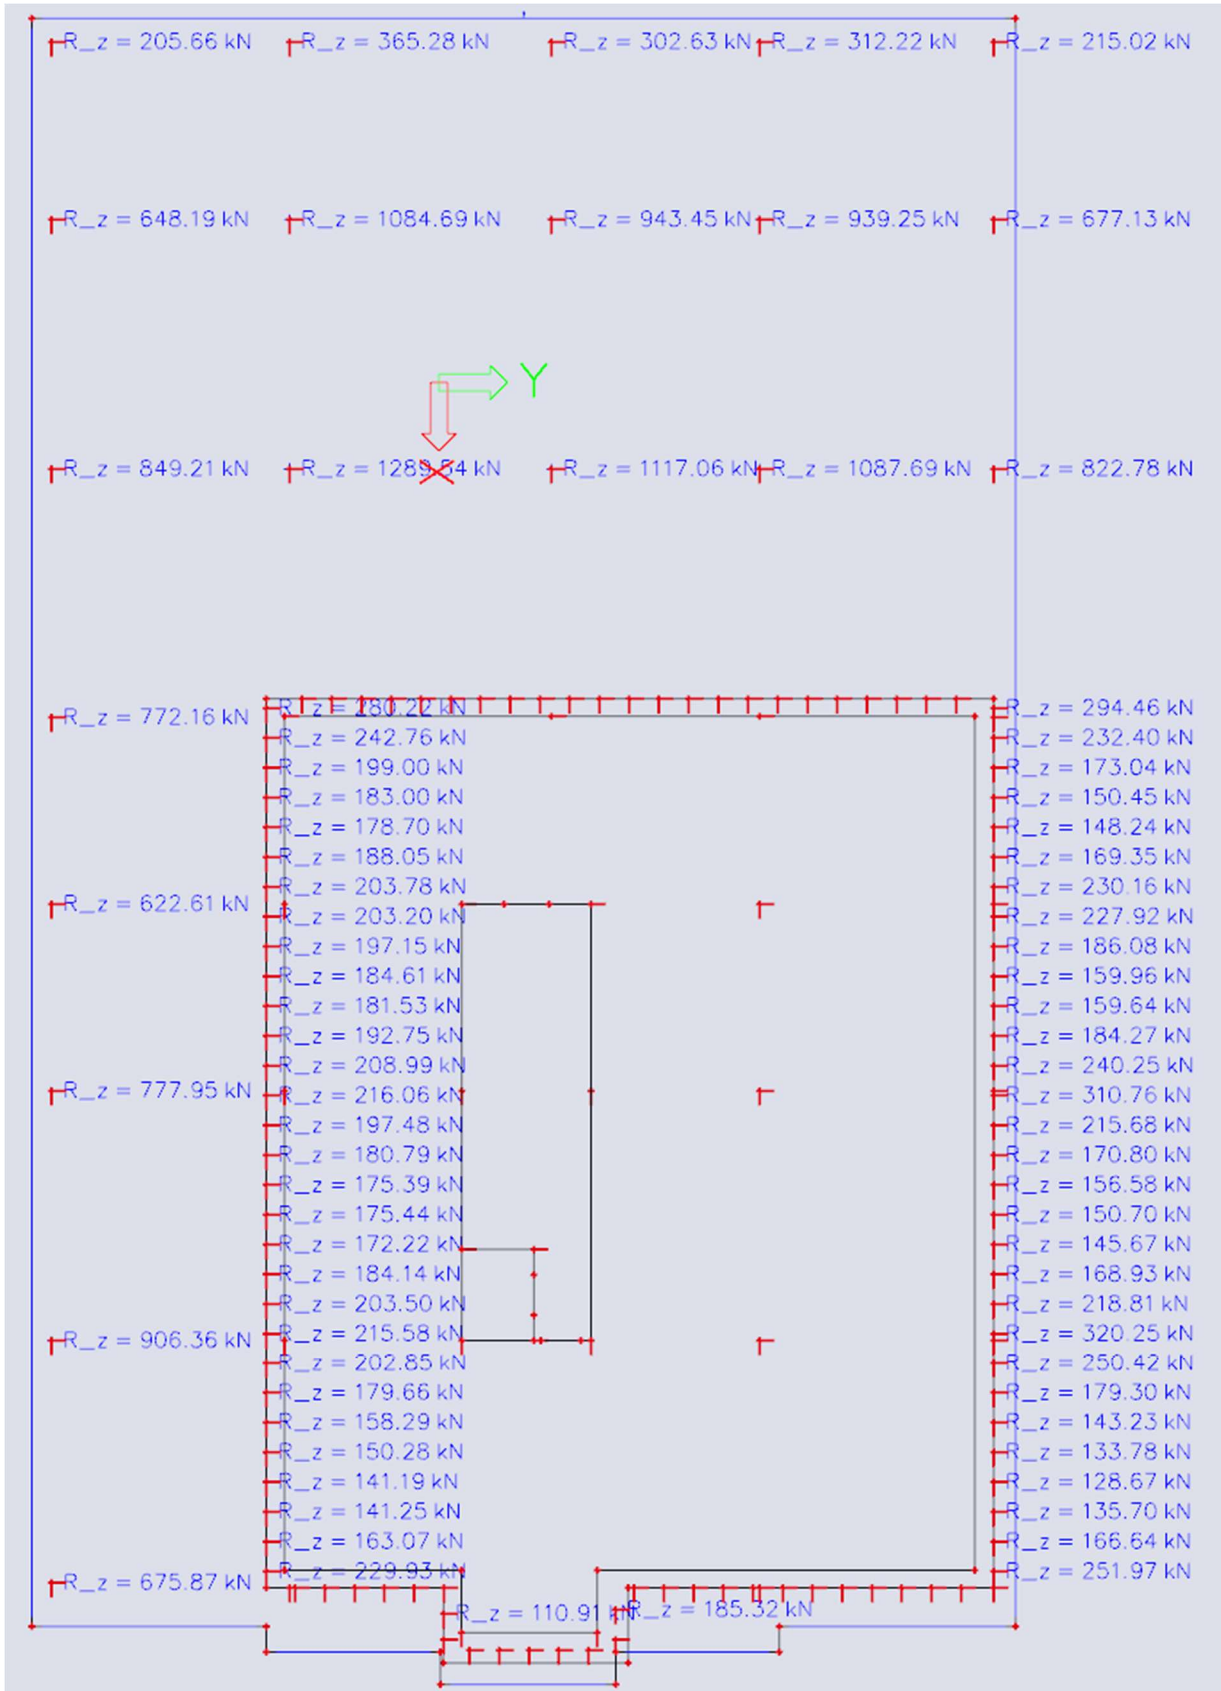 R_z = 205.66 kN R_z = 365.28 kN R_z = 302.63 kN R_z = 312.22 kN R_z = 215.02 kN
R_z = 648.19 kN R_z = 1084.69 kN R_z = 943.45 kN R_z = 939.25 kN R_z = 677.13 kN
Y
R_z = 849.21 kN R_z = 1289.54 kN R_z = 1117.06 kN R_z = 1087.69 kN R_z = 822.78 kN
R_z = 280.22 kN R_z = 294.46 kN
R_z = 772.16 kN
R_z = 242.76 kN R_z = 232.40 kN
R_z = 199.00 kN R_z = 173.04 kN
R_z = 183.00 kN R_z = 150.45 kN
R_z = 178.70 kN R_z = 148.24 kN
R_z = 188.05 kN R_z = 169.35 kN
R_z = 203.78 kN R_z = 230.16 kN
R_z = 622.61 kN
R_z = 203.20 kN R_z = 227.92 kN
R_z = 197.15 kN R_z = 186.08 kN
R_z = 184.61 kN R_z = 159.96 kN
R_z = 181.53 kN R_z = 159.64 kN
R_z = 192.75 kN R_z = 184.27 kN
R_z = 208.99 kN R_z = 240.25 kN
R_z = 777.95 kN R_z = 216.06 kN R_z = 310.76 kN
R_z = 197.48 kN R_z = 215.68 kN
R_z = 180.79 kN R_z = 170.80 kN
R_z = 175.39 kN R_z = 156.58 kN
R_z = 175.44 kN R_z = 150.70 kN
R_z = 172.22 kN R_z = 145.67 kN
R_z = 184.14 kN R_z = 168.93 kN
R_z = 203.50 kN R_z = 218.81 kN
R_z = 906.36 kN R_z = 215.58 kN R_z = 320.25 kN
R_z = 202.85 kN R_z = 250.42 kN
R_z = 179.66 kN R_z = 179.30 kN
R_z = 158.29 kN R_z = 143.23 kN
R_z = 150.28 kN R_z = 133.78 kN
R_z = 141.19 kN R_z = 128.67 kN
R_z = 141.25 kN R_z = 135.70 kN
R_z = 163.07 kN R_z = 166.64 kN
R_z = 229.93 kN R_z = 251.97 kN
R_z = 675.87 kN
R_z = 110.91 kN R_z = 185.32 kN